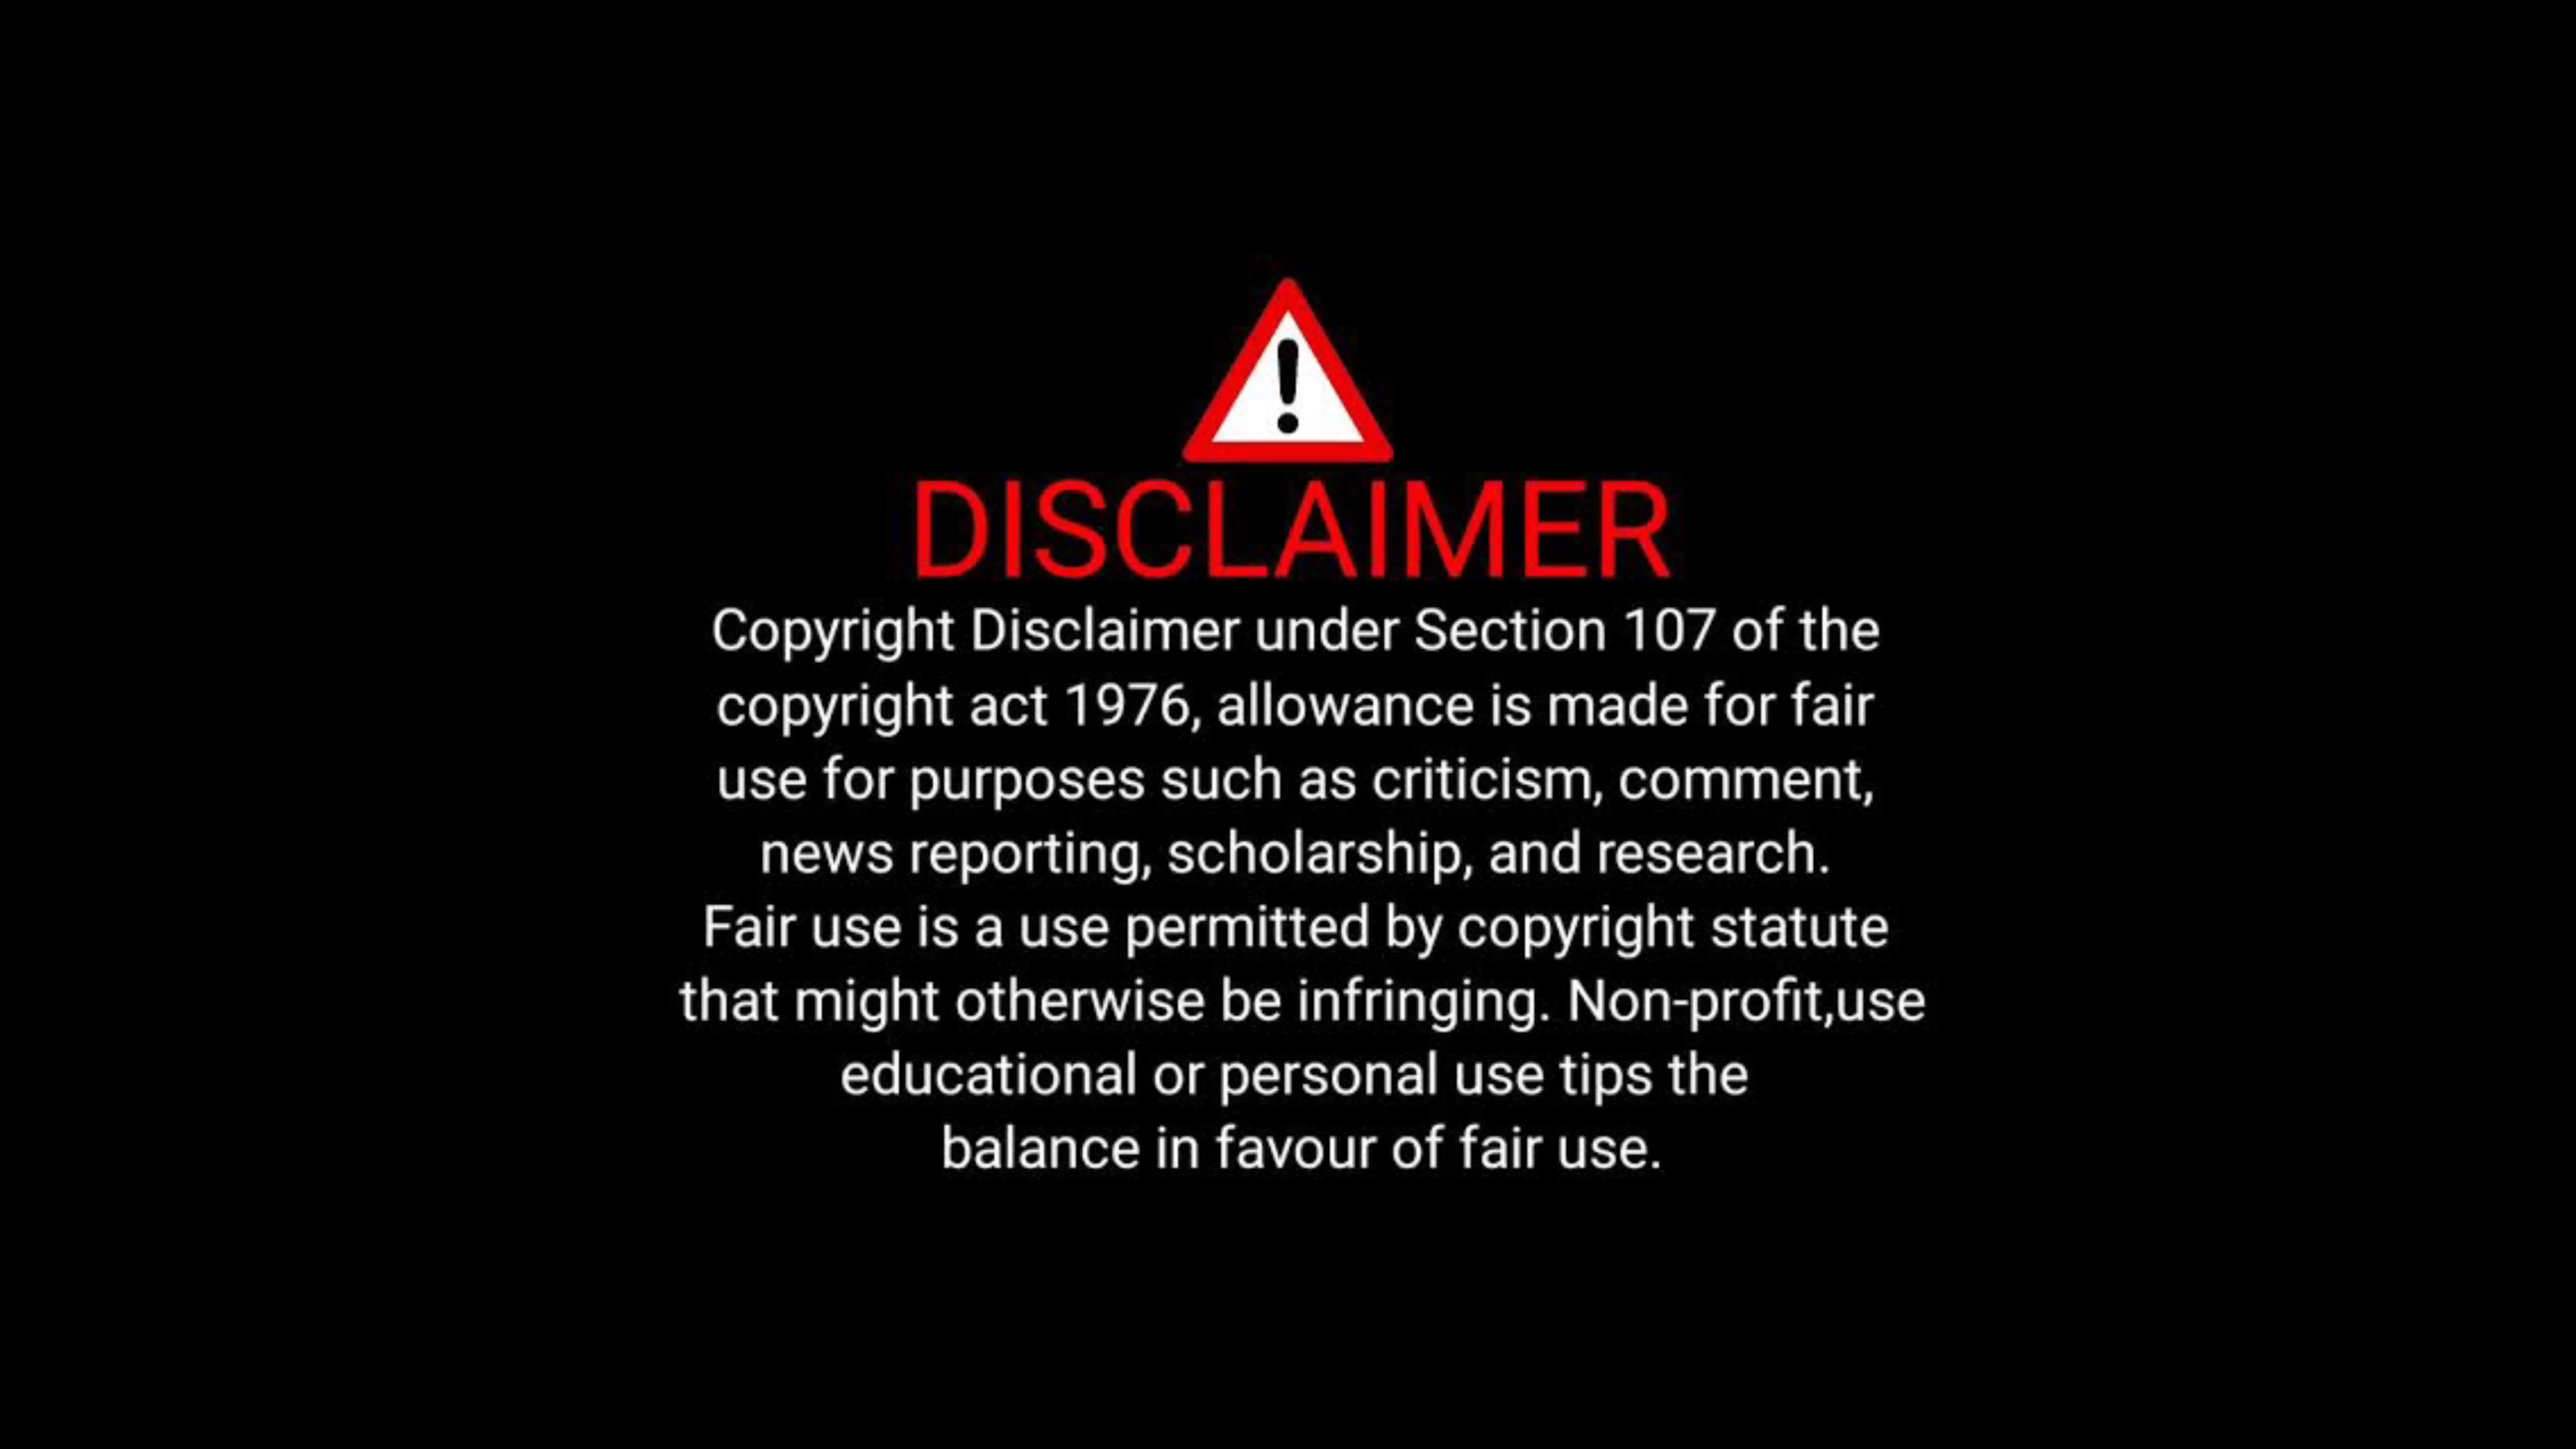 DISCLAIMER
Copyright Disclaimer under Section 107 of the
copyright act 1976, allowance is made for fair
use for purposes such as criticism, comment,
news reporting, scholarship, and research.
Fair use is a use permitted by copyright statute
that might otherwise be infringing. Non-profit,use
educational or personal use tips the
balance in favour of fair use.